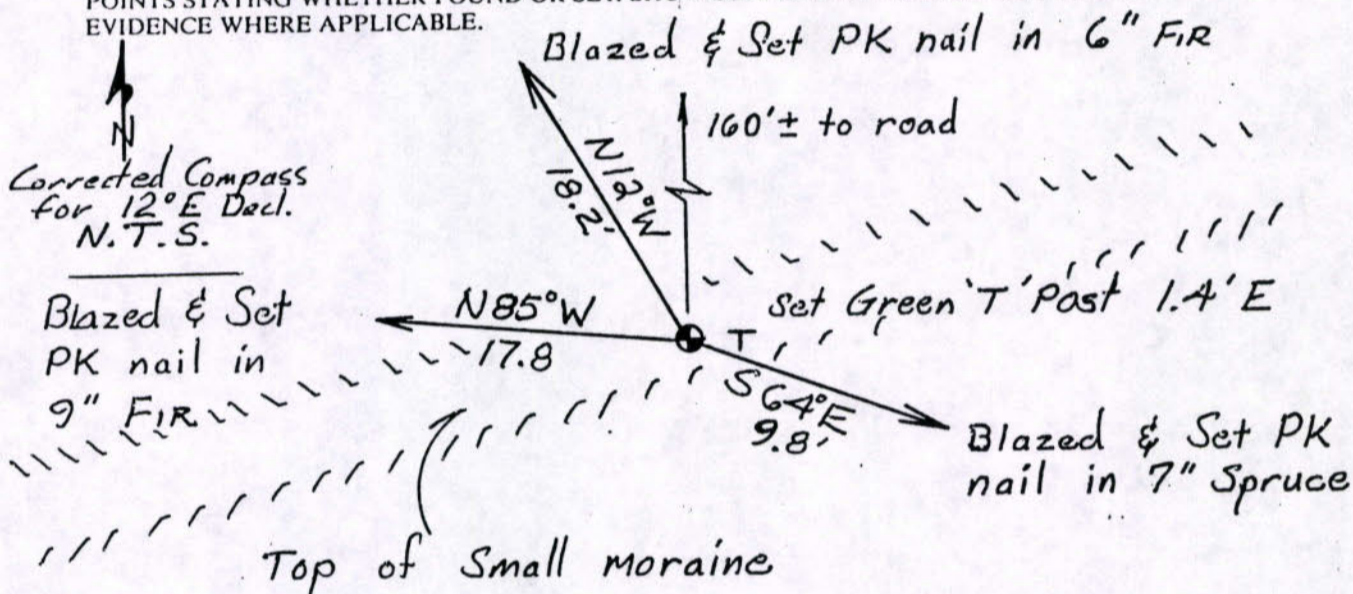 EVIDENCE WHERE APPLICABLE.
Blazed & Set PK nail in 6" FIR
N
Corrected Compass
for 12°E Decl.
N.T.S.
160'± to road
N12°W
18.2'
Blazed & Set
PK nail in
9" FIR
N85°W
17.8
Set Green 'T' Post 1.4' E
T
S64°E
9.8'
Blazed & Set PK
nail in 7" Spruce
Top of Small moraine